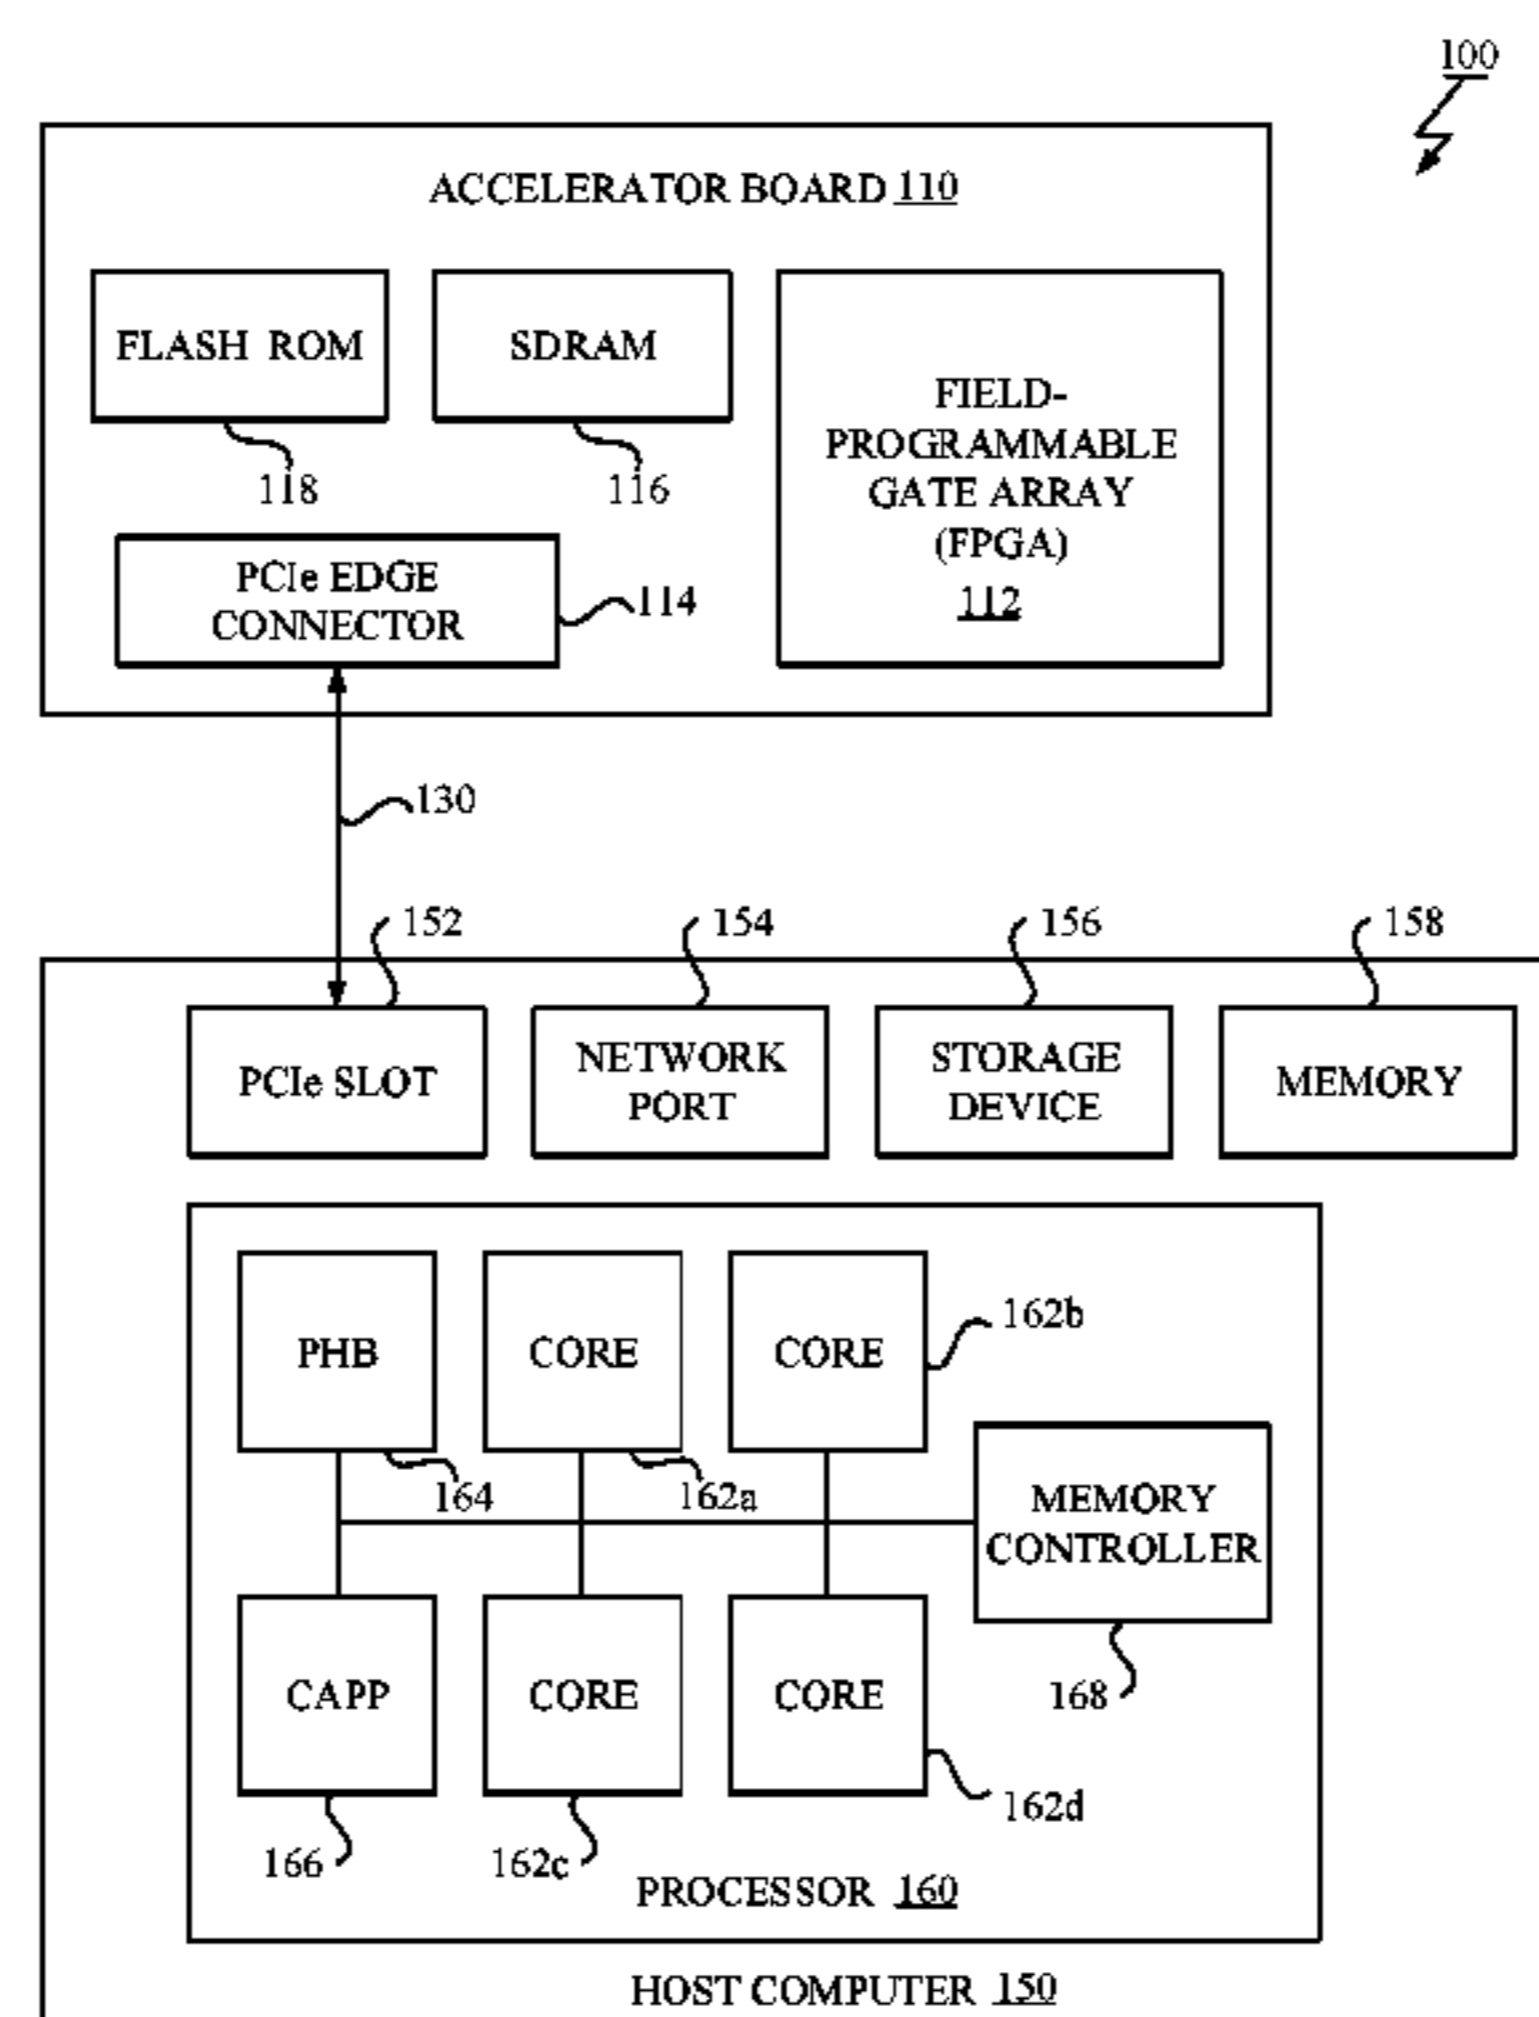 100
ACCELERATOR BOARD 110
FLASH ROM
SDRAM
FIELD-
PROGRAMMABLE
GATE ARRAY
(FPGA)
112
118
116
PCIe EDGE
CONNECTOR
114
130
152
154
156
158
PCIe SLOT
NETWORK
PORT
STORAGE
DEVICE
MEMORY
PHB
CORE
CORE
162b
164
162a
MEMORY
CONTROLLER
CAPP
CORE
CORE
168
162d
166
162c
PROCESSOR 160
HOST COMPUTER 150